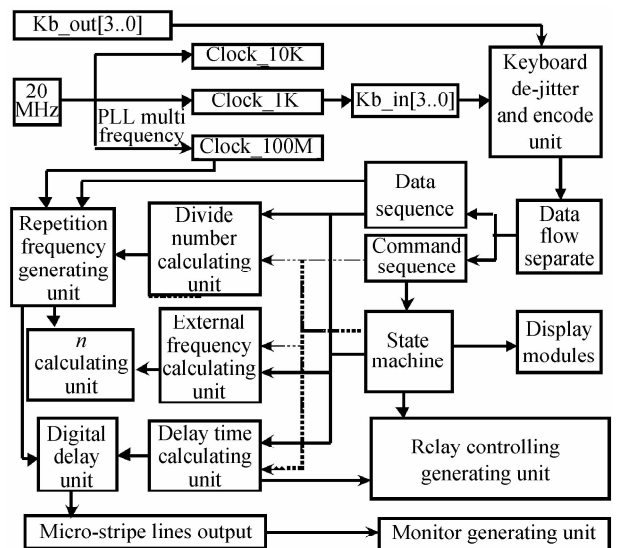 Kb_out[3..0]
Clock_10K
20
MHz
Clock_1K
Kb_in[3..0]
PLL multi
frequency
Clock_100M
Keyboard
de-jitter
and encode
unit
Repetition
frequency
generating
unit
Divide
number
calculating
unit
Data
sequence
Command
sequence
Data
flow
separate
n
calculating
unit
External
frequency
calculating
unit
State
machine
Display
modules
Digital
delay
unit
Delay time
calculating
unit
Relay controlling
generating unit
Micro-stripe lines output
Monitor generating unit